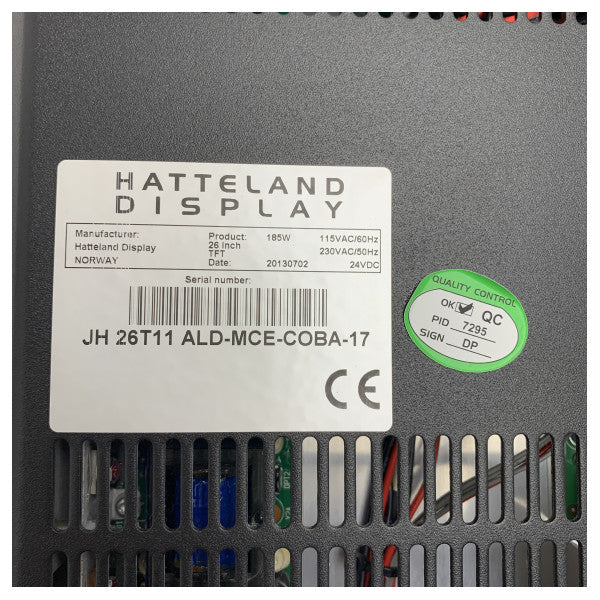 HATTELAND
DISPLAY
Manufacturer:
Hatteland Display
NORWAY
Product:
26 inch
TFT
Date:
185W
20130702
115VAC/60Hz
230VAC/50Hz
24VDC
Serial number:
JH 26T11 ALD-MCE-COBA-17
CE
QUALITY CONTROL
OK QC
PID 7295
SIGN DP